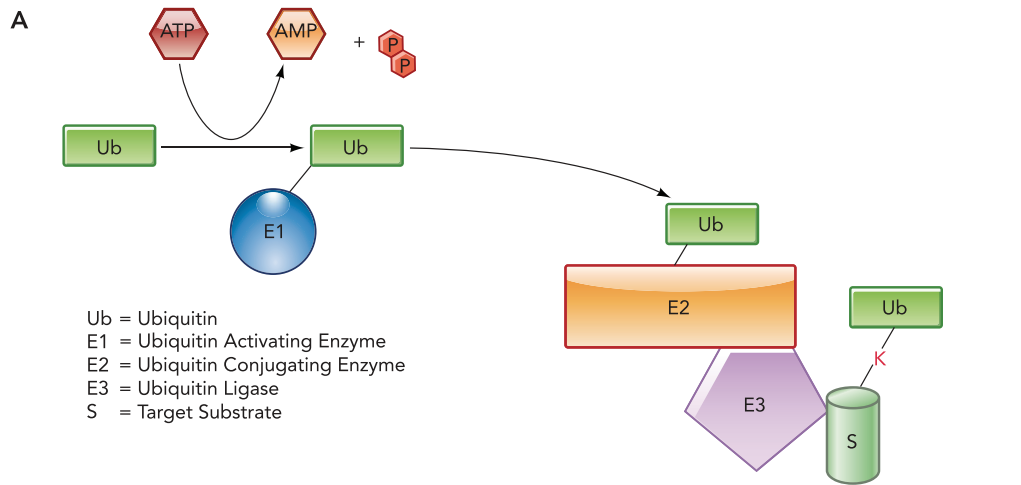 A
ATP
AMP
+
P
P
Ub
Ub
E1
Ub
E2
Ub
K
E3
S
Ub = Ubiquitin
E1 = Ubiquitin Activating Enzyme
E2 = Ubiquitin Conjugating Enzyme
E3 = Ubiquitin Ligase
S = Target Substrate